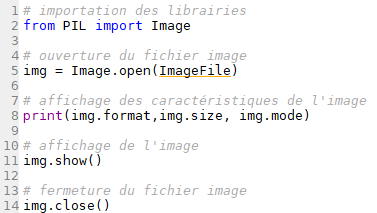 1 # importation des librairies
2 from PIL import Image
3
4 # ouverture du fichier image
5 img = Image.open(ImageFile)
6
7 # affichage des caractéristiques de l'image
8 print(img.format,img.size, img.mode)
9
10 # affichage de l'image
11 img.show()
12
13 # fermeture du fichier image
14 img.close()